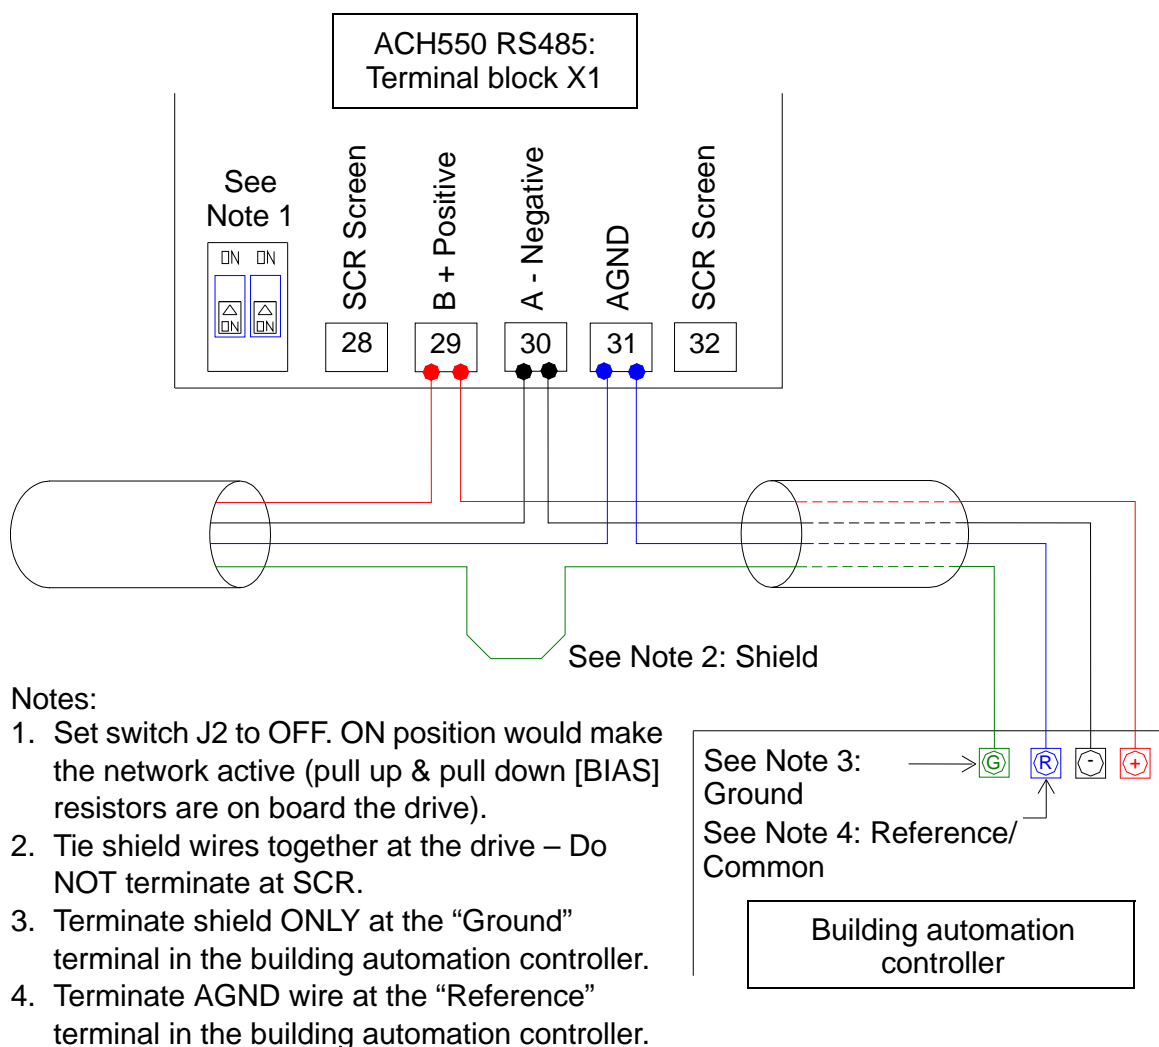 ACH550 RS485:
Terminal block X1
See
Note 1
ON ON
ON ON
SCR Screen
B + Positive
A - Negative
AGND
SCR Screen
28
29
30
31
32
See Note 2: Shield
Notes:
1. Set switch J2 to OFF. ON position would make
the network active (pull up & pull down [BIAS]
resistors are on board the drive).
2. Tie shield wires together at the drive – Do
NOT terminate at SCR.
3. Terminate shield ONLY at the “Ground”
terminal in the building automation controller.
4. Terminate AGND wire at the “Reference”
terminal in the building automation controller.
See Note 3:
Ground
G R - +
See Note 4: Reference/
Common
Building automation
controller